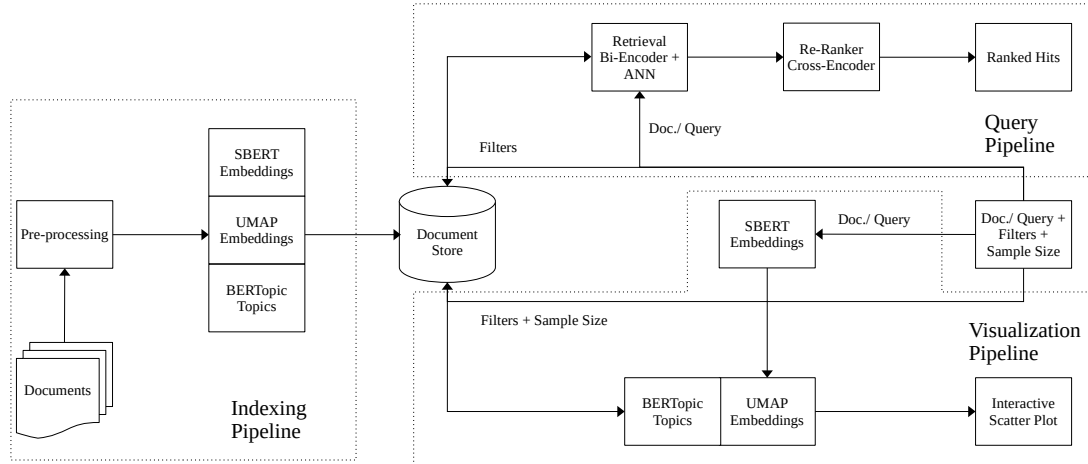 Documents
Pre-processing
SBERT
Embeddings
UMAP
Embeddings
BERTopic
Topics
Indexing
Pipeline
Document
Store
Retrieval
Bi-Encoder +
ANN
Re-Ranker
Cross-Encoder
Ranked Hits
Doc./ Query
Filters
Query
Pipeline
Doc./ Query +
Filters +
Sample Size
Doc./ Query
SBERT
Embeddings
Filters + Sample Size
Visualization
Pipeline
BERTopic
Topics
UMAP
Embeddings
Interactive
Scatter Plot